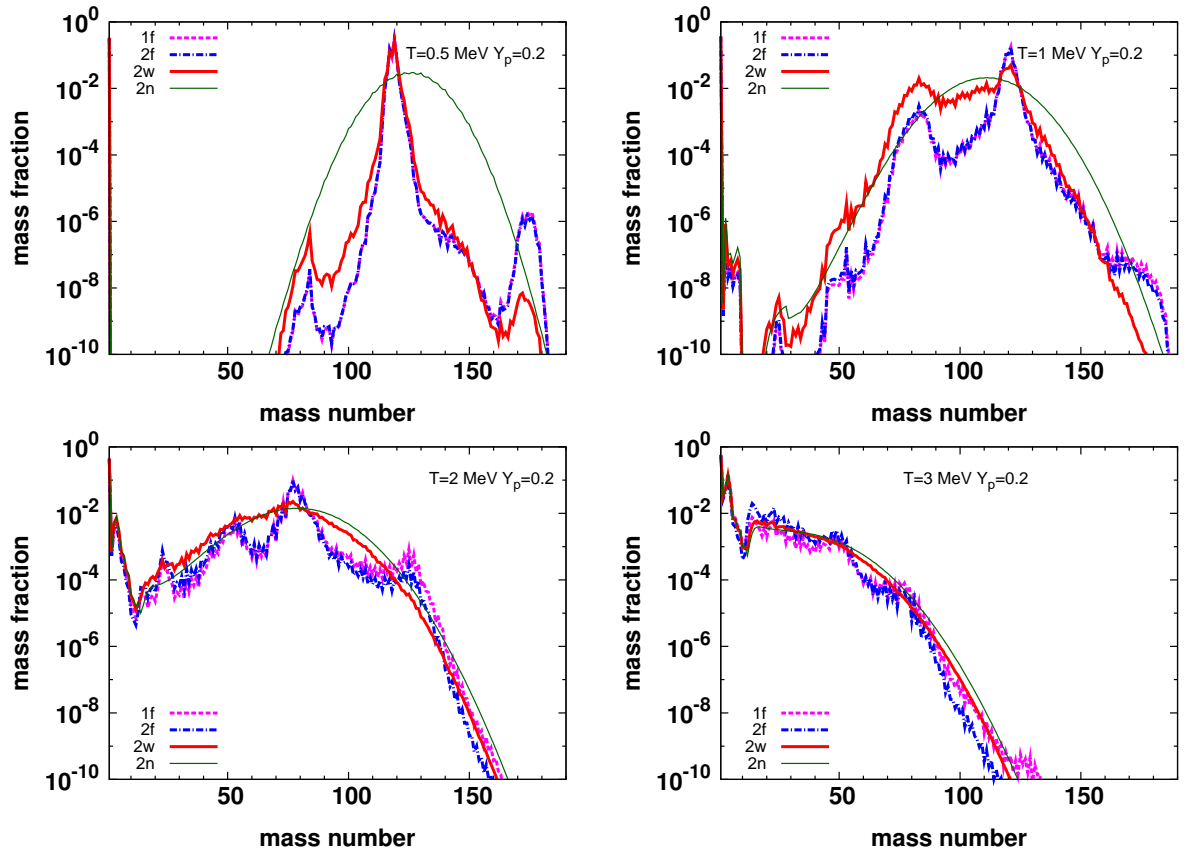 10^0
10^-2
10^-4
10^-6
10^-8
10^-10
mass fraction
1f
2f
2w
2n
T=0.5 MeV Y_p=0.2
50
100
150
mass number
10^0
10^-2
10^-4
10^-6
10^-8
10^-10
mass fraction
1f
2f
2w
2n
T=1 MeV Y_p=0.2
50
100
150
mass number
10^0
10^-2
10^-4
10^-6
10^-8
10^-10
mass fraction
T=2 MeV Y_p=0.2
1f
2f
2w
2n
50
100
150
mass number
10^0
10^-2
10^-4
10^-6
10^-8
10^-10
mass fraction
T=3 MeV Y_p=0.2
1f
2f
2w
2n
50
100
150
mass number